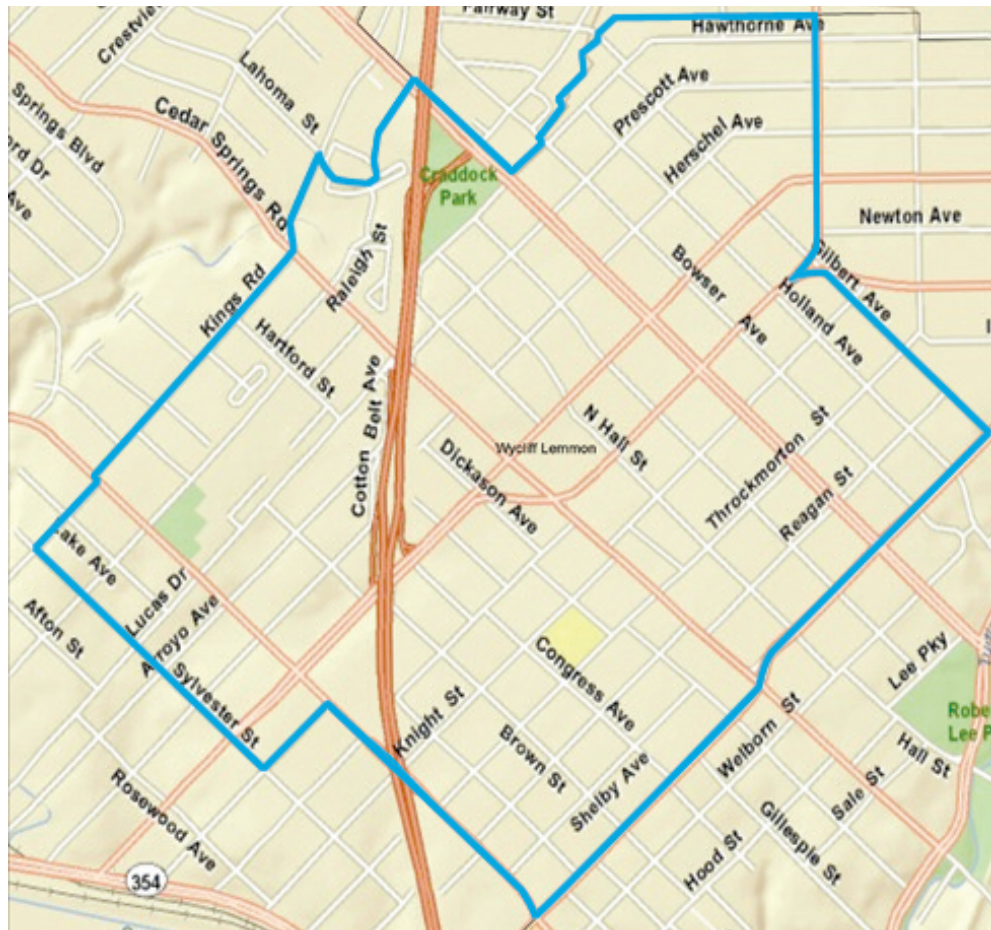 Fairway St
Hawthorne Ave
Crestview
Lahoma St
Prescott Ave
Cedar Springs Rd
Springs Blvd
Herschel Ave
ord Dr
Craddock
Park
Ave
Newton Ave
Raleigh St
Gilbert Ave
Bowser Ave
Holland Ave
Kings Rd
Hartford St
Cotton Belt Ave
N Hall St
Throckmorton St
Wycliff Lemmon
Dickason Ave
Reagan St
Lake Ave
Lucas Dr
Afton St
Arroyo Ave
Sylvester St
Congress Ave
Lee Pky
Knight St
Welborn St
Robe
Lee P
Brown St
Hall St
Shelby Ave
Sale St
Rosewood Ave
Gillespie St
Hood St
354